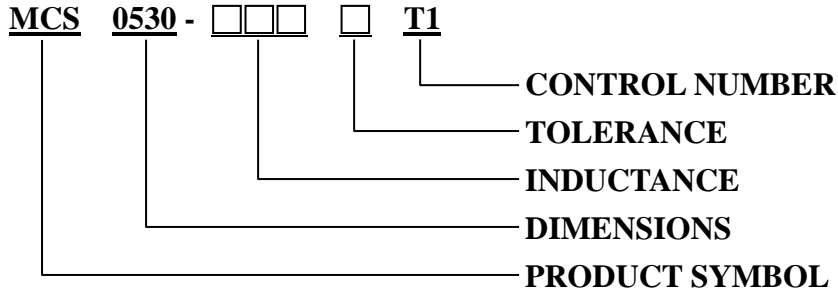 MCS 0530 - □□□ □ T1
CONTROL NUMBER
TOLERANCE
INDUCTANCE
DIMENSIONS
PRODUCT SYMBOL